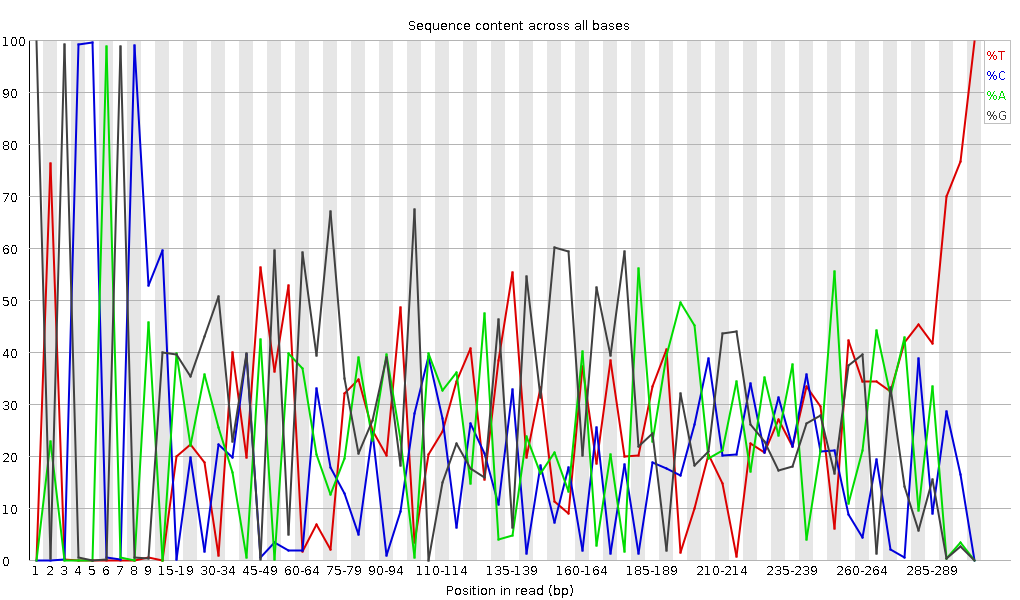 Sequence content across all bases
100
90
80
70
60
50
40
30
20
10
0
%T
%C
%A
%G
1 2 3 4 5 6 7 8 9 15-19 30-34 45-49 60-64 75-79 90-94 110-114 135-139 160-164 185-189 210-214 235-239 260-264 285-289
Position in read (bp)